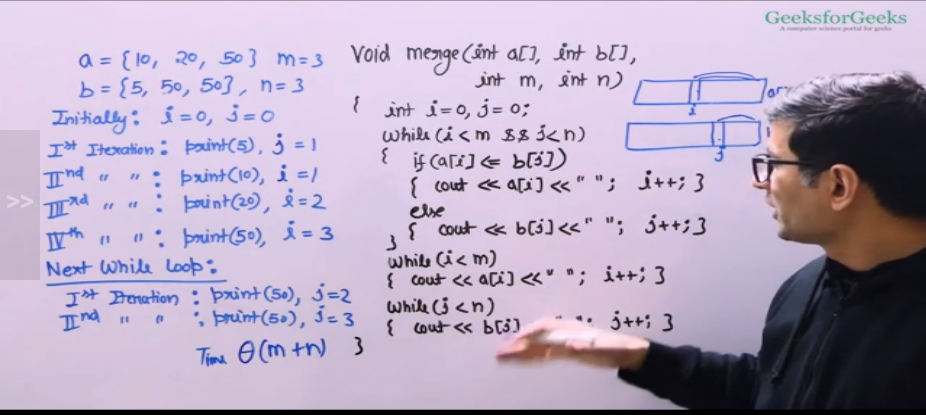 GeeksforGeeks
A computer science portal for geeks
a = {10, 20, 50} m=3
b = {5, 50, 50}, n=3
Initially: i=0, j=0
Ist Iteration: print(5), j=1
IInd " " : print(10), i=1
IIIrd " " : print(20), i=2
IVth " " : print(50), i=3
Next While Loop:
Ist Iteration : print(50), j=2
IInd " " : print(50), j=3
Time θ(m+n)
Void merge(int a[], int b[],
int m, int n)
{ int i=0, j=0;
while(i<m && j<n)
{ if(a[i] <= b[j])
{ cout << a[i] << " "; i++; }
else
{ cout << b[j] << " "; j++; }
}
while(i<m)
{ cout << a[i] << " "; i++; }
while(j<n)
{ cout << b[j] "; j++; }
}
i
j
>>